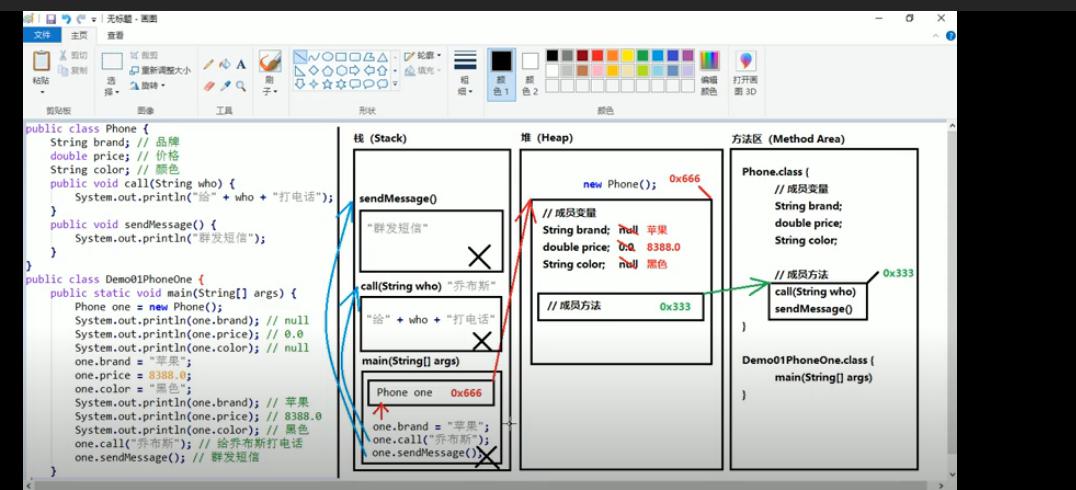 无标题 - 画图
文件 主页 查看
粘贴
剪切
复制
剪贴板
选择
裁剪
重新调整大小
旋转
图像
工具
刷子
轮廓
填充
形状
粗细
颜色 1
颜色 2
颜色
编辑颜色
打开画图 3D
public class Phone {
String brand; // 品牌
double price; // 价格
String color; // 颜色
public void call(String who) {
System.out.println("给" + who + "打电话");
}
public void sendMessage() {
System.out.println("群发短信");
}
}
public class Demo01PhoneOne {
public static void main(String[] args) {
Phone one = new Phone();
System.out.println(one.brand); // null
System.out.println(one.price); // 0.0
System.out.println(one.color); // null
one.brand = "苹果";
one.price = 8388.0;
one.color = "黑色";
System.out.println(one.brand); // 苹果
System.out.println(one.price); // 8388.0
System.out.println(one.color); // 黑色
one.call("乔布斯"); // 给乔布斯打电话
one.sendMessage(); // 群发短信
}
栈 (Stack)
sendMessage()
"群发短信"
call(String who) "乔布斯"
"给" + who + "打电话"
main(String[] args)
Phone one 0x666
one.brand = "苹果";
one.call("乔布斯");
one.sendMessage();
堆 (Heap)
new Phone(); 0x666
// 成员变量
String brand; null 苹果
double price; 0.0 8388.0
String color; null 黑色
// 成员方法 0x333
方法区 (Method Area)
Phone.class {
// 成员变量
String brand;
double price;
String color;
// 成员方法 0x333
call(String who)
sendMessage()
}
Demo01PhoneOne.class {
main(String[] args)
}